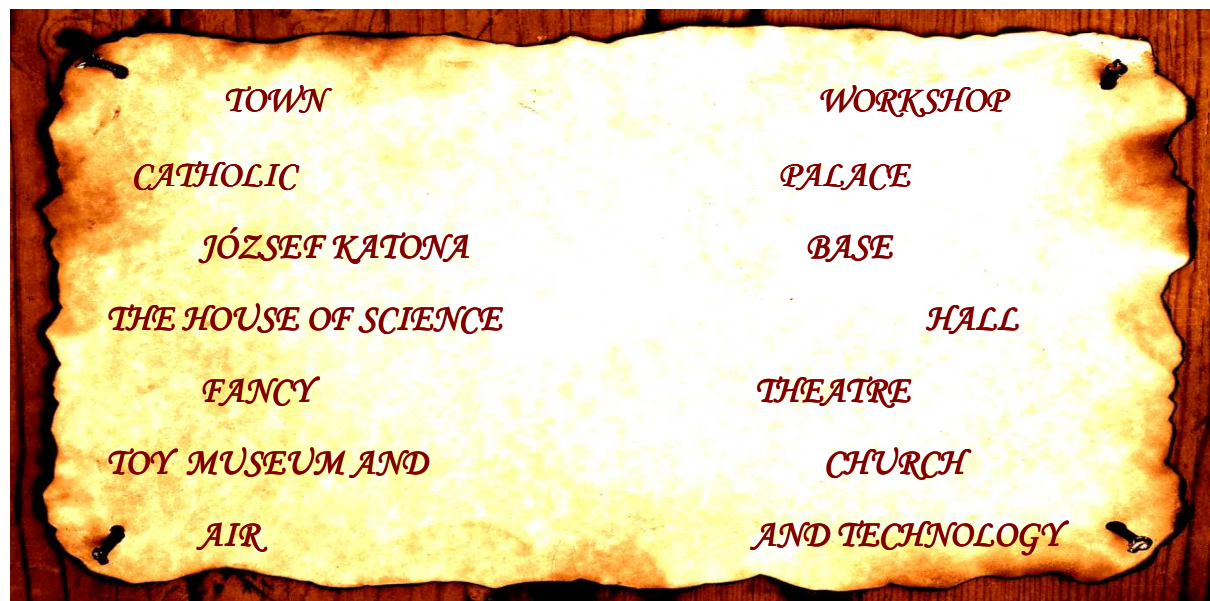 TOWN WORKSHOP
CATHOLIC PALACE
JÓZSEF KATONA BASE
THE HOUSE OF SCIENCE HALL
FANCY THEATRE
TOY MUSEUM AND CHURCH
AIR AND TECHNOLOGY